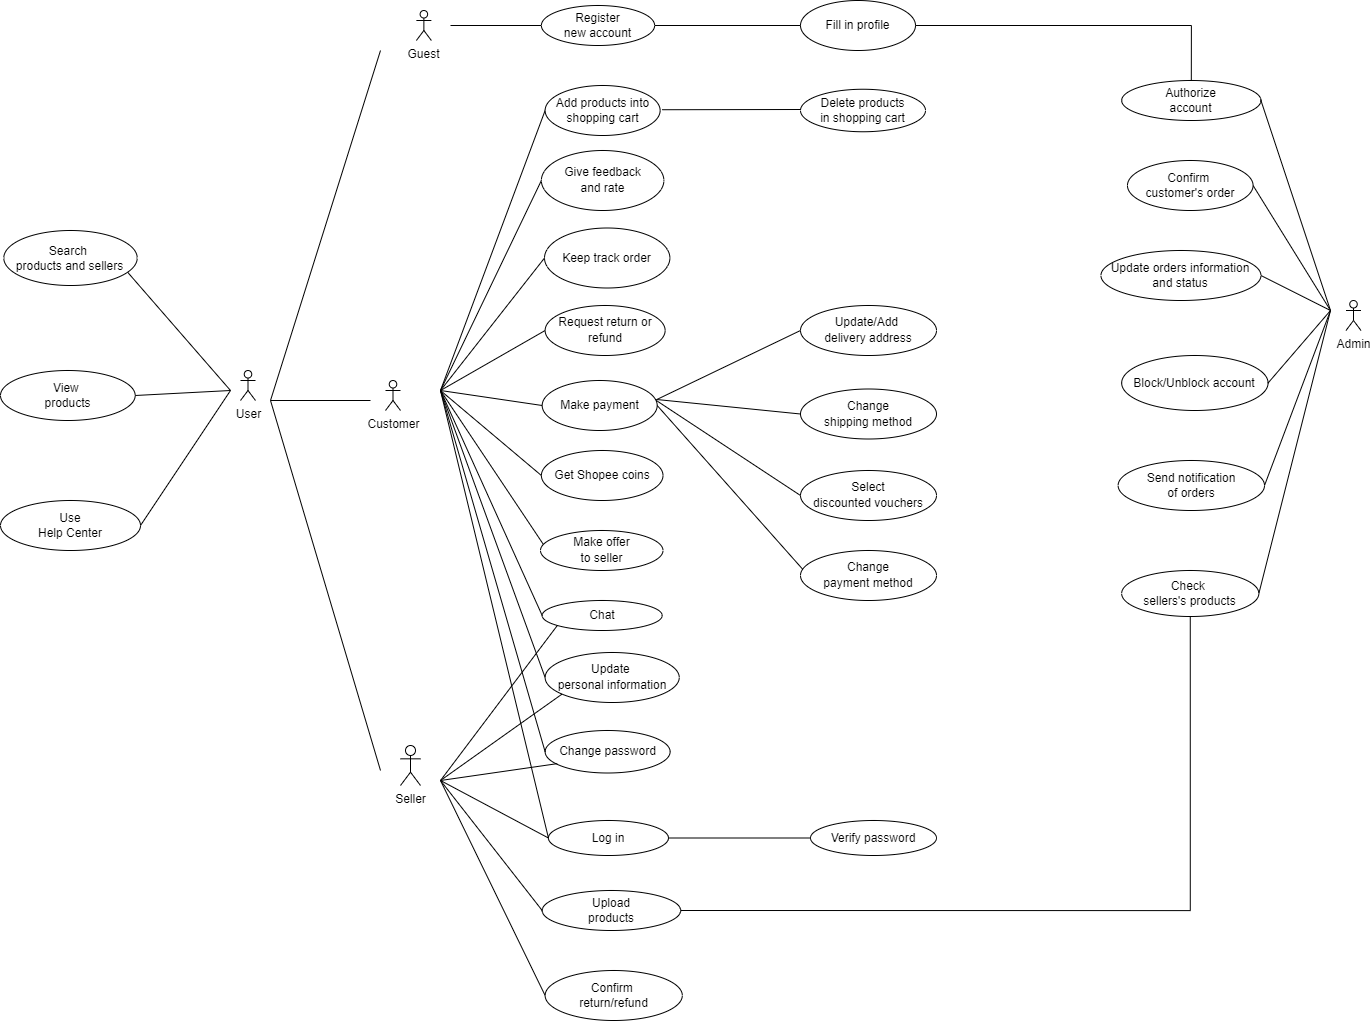 Register
new account
Fill in profile
Guest
Authorize
account
Add products into
shopping cart
Delete products
in shopping cart
Give feedback
and rate
Confirm
customer's order
Search
products and sellers
Keep track order
Update orders information
and status
Request return or
refund
Update/Add
delivery address
Admin
View
products
User
Customer
Make payment
Change
shipping method
Block/Unblock account
Get Shopee coins
Select
discounted vouchers
Send notification
of orders
Use
Help Center
Make offer
to seller
Change
payment method
Check
sellers's products
Chat
Update
personal information
Change password
Seller
Log in
Verify password
Upload
products
Confirm
return/refund